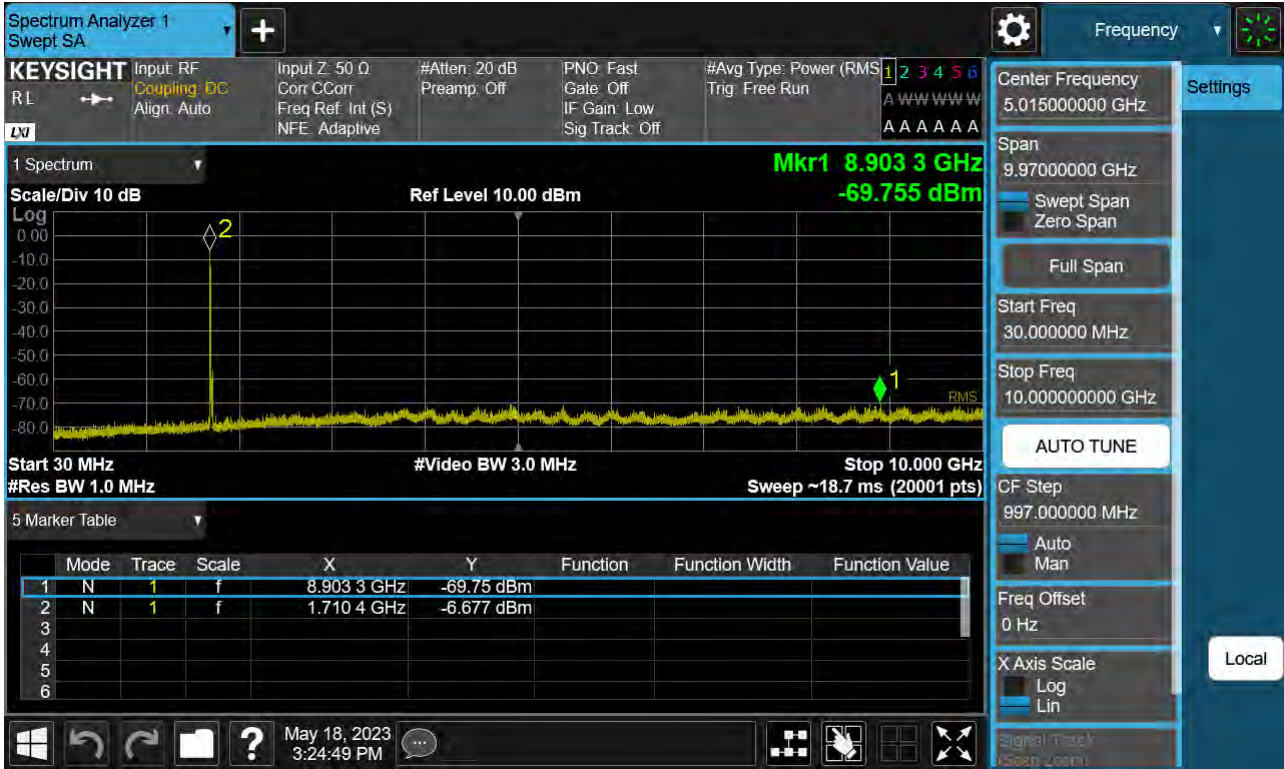 Spectrum Analyzer 1
Swept SA
+
Frequency
KEYSIGHT
RL
LXI
Input: RF
Coupling: DC
Align: Auto
Input Z: 50 Ω
Corr CCorr
Freq Ref: Int (S)
NFE: Adaptive
#Atten: 20 dB
Preamp: Off
PNO: Fast
Gate: Off
IF Gain: Low
Sig Track: Off
#Avg Type: Power (RMS
Trig: Free Run
1 2 3 4 5 6
A W W W W W
A A A A A A
1 Spectrum
Mkr1 8.903 3 GHz
Scale/Div 10 dB
Ref Level 10.00 dBm
-69.755 dBm
Log
0.00
-10.0
-20.0
-30.0
-40.0
-50.0
-60.0
-70.0
-80.0
2
1
RMS
Start 30 MHz
#Video BW 3.0 MHz
Stop 10.000 GHz
#Res BW 1.0 MHz
Sweep ~18.7 ms (20001 pts)
5 Marker Table
Mode Trace Scale X Y Function Function Width Function Value
1 N 1 f 8.903 3 GHz -69.75 dBm
2 N 1 f 1.710 4 GHz -6.677 dBm
3
4
5
6
?
May 18, 2023
3:24:49 PM
Center Frequency
5.015000000 GHz
Span
9.97000000 GHz
Swept Span
Zero Span
Full Span
Start Freq
30.000000 MHz
Stop Freq
10.000000000 GHz
AUTO TUNE
CF Step
997.000000 MHz
Auto
Man
Freq Offset
0 Hz
X Axis Scale
Log
Lin
Signal Track
(Span Zoom)
Settings
Local